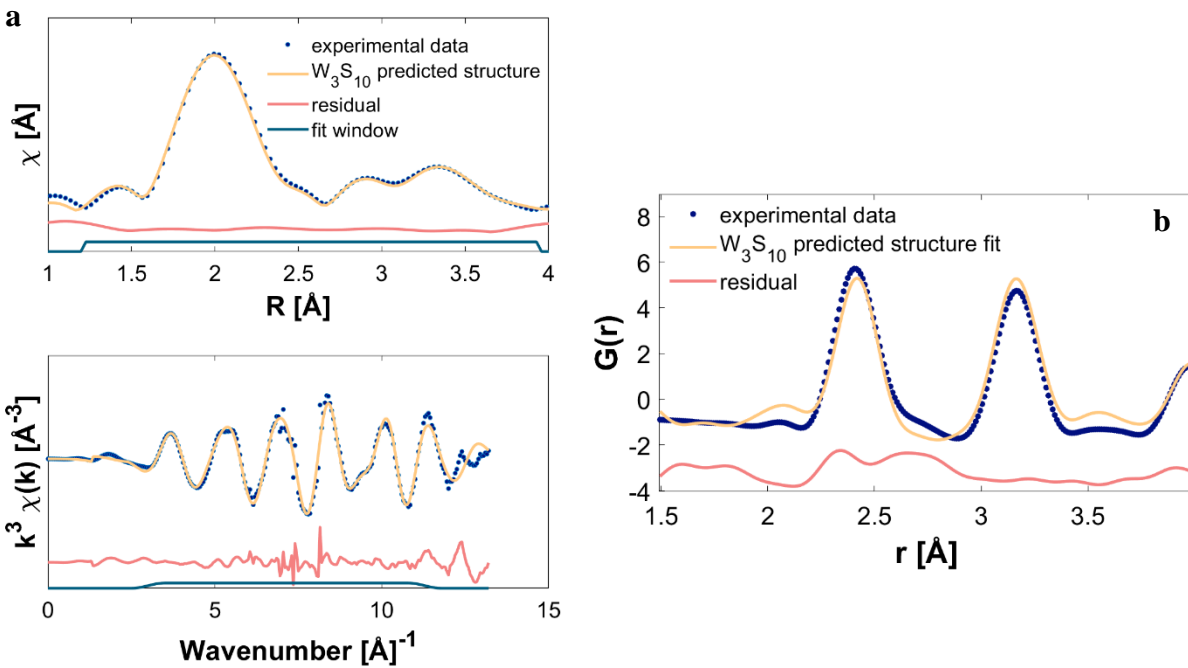 a
experimental data
W₃S₁₀ predicted structure
residual
fit window
χ [Å]
1 1.5 2 2.5 3 3.5 4
R [Å]
k³ χ(k) [Å⁻³]
0 5 10 15
Wavenumber [Å]⁻¹
b
experimental data
W₃S₁₀ predicted structure fit
residual
G(r)
8
6
4
2
0
-2
-4
1.5 2 2.5 3 3.5
r [Å]